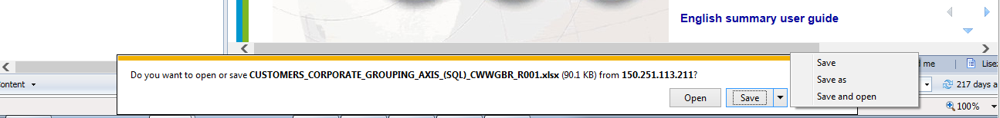 English summary user guide
Do you want to open or save CUSTOMERS_CORPORATE_GROUPING_AXIS_(SQL)_CWWGBR_R001.xlsx (90.1 KB) from 150.251.113.211?
Open
Save
Save
Save as
Save and open
d me
Lisez
ontent
217 days a
100%